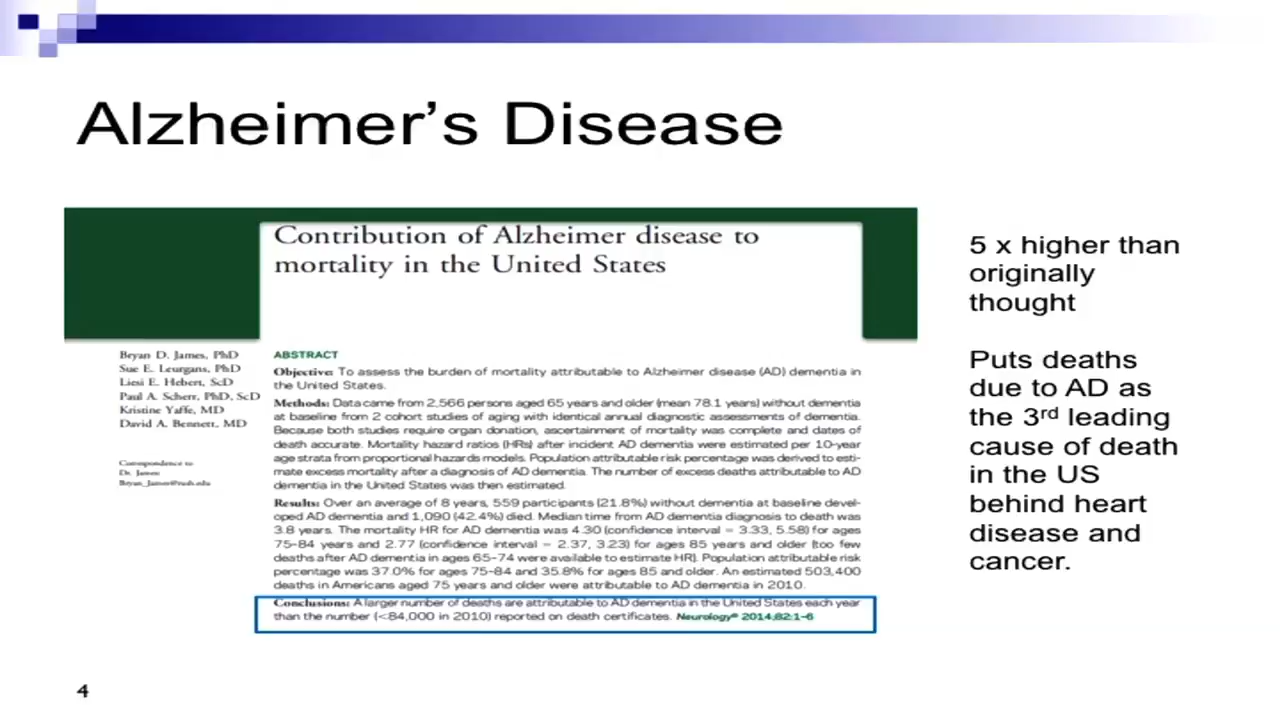 Alzheimer's Disease
Contribution of Alzheimer disease to
mortality in the United States
Bryan D. James, PhD
Sue E. Leurgans, PhD
Liesi E. Hebert, ScD
Paul A. Scherr, PhD, ScD
Kristine Yaffe, MD
David A. Bennett, MD
Correspondence to
Dr. James:
Bryan_James@rush.edu
ABSTRACT
Objective: To assess the burden of mortality attributable to Alzheimer disease (AD) dementia in
the United States.
Methods: Data came from 2,566 persons aged 65 years and older (mean 78.1 years) without dementia
at baseline from 2 cohort studies of aging with identical annual diagnostic assessments of dementia.
Because both studies require organ donation, ascertainment of mortality was complete and dates of
death accurate. Mortality hazard ratios (HRs) after incident AD dementia were estimated per 10-year
age strata from proportional hazards models. Population attributable risk percentage was derived to esti-
mate excess mortality after a diagnosis of AD dementia. The number of excess deaths attributable to AD
dementia in the United States was then estimated.
Results: Over an average of 8 years, 559 participants (21.8%) without dementia at baseline devel-
oped AD dementia and 1,090 (42.4%) died. Median time from AD dementia diagnosis to death was
3.8 years. The mortality HR for AD dementia was 4.30 (confidence interval = 3.33, 5.58) for ages
75-84 years and 2.77 (confidence interval = 2.37, 3.23) for ages 85 years and older (too few
deaths after AD dementia in ages 65-74 were available to estimate HR). Population attributable risk
percentage was 37.0% for ages 75-84 and 35.8% for ages 85 and older. An estimated 503,400
deaths in Americans aged 75 years and older were attributable to AD dementia in 2010.
Conclusions: A larger number of deaths are attributable to AD dementia in the United States each year
than the number (<84,000 in 2010) reported on death certificates. Neurology® 2014;82:1-6
5 x higher than
originally
thought
Puts deaths
due to AD as
the 3rd leading
cause of death
in the US
behind heart
disease and
cancer.
4